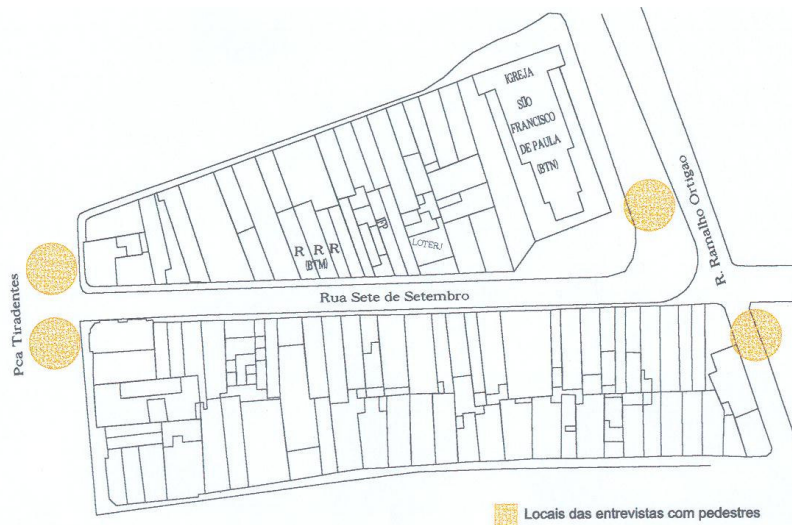 IGREJA
SÃO
FRANCISCO
DE PAULA
(BTN)
R. Ramalho Ortigao
LOTERJ
R R R
(BTM)
Rua Sete de Setembro
Pca Tiradentes
Locais das entrevistas com pedestres